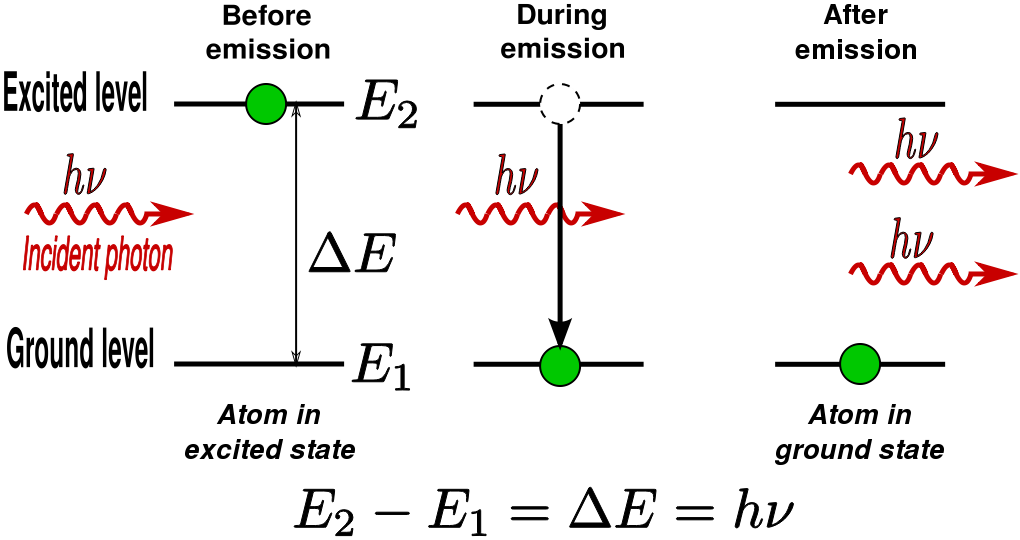 Before
emission
During
emission
After
emission
Excited level
E₂
hν
Incident photon
ΔE
hν
hν
hν
Ground level
E₁
Atom in
excited state
Atom in
ground state
E₂ − E₁ = ΔE = hν